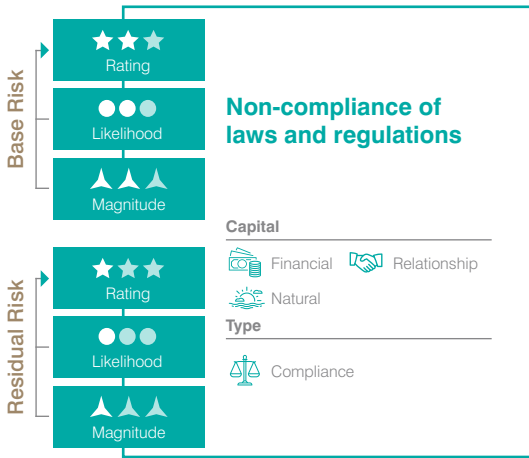 Base Risk
Rating
Likelihood
Magnitude
Non-compliance of
laws and regulations
Capital
Financial
Relationship
Natural
Type
Compliance
Residual Risk
Rating
Likelihood
Magnitude